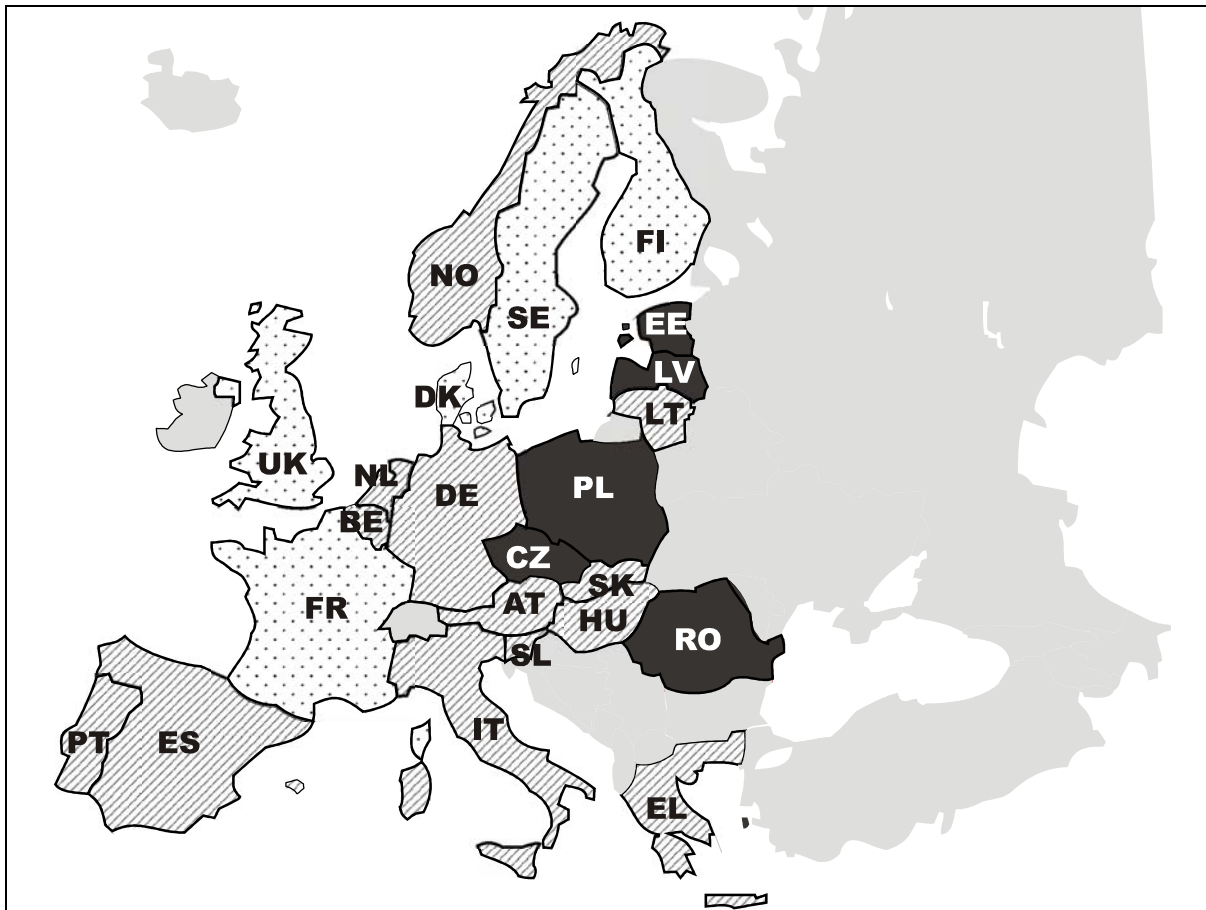 FI
NO
SE
EE
LV
DK
LT
UK
NL
DE
PL
BE
CZ
SK
AT
FR
HU
RO
SL
PT
ES
IT
EL